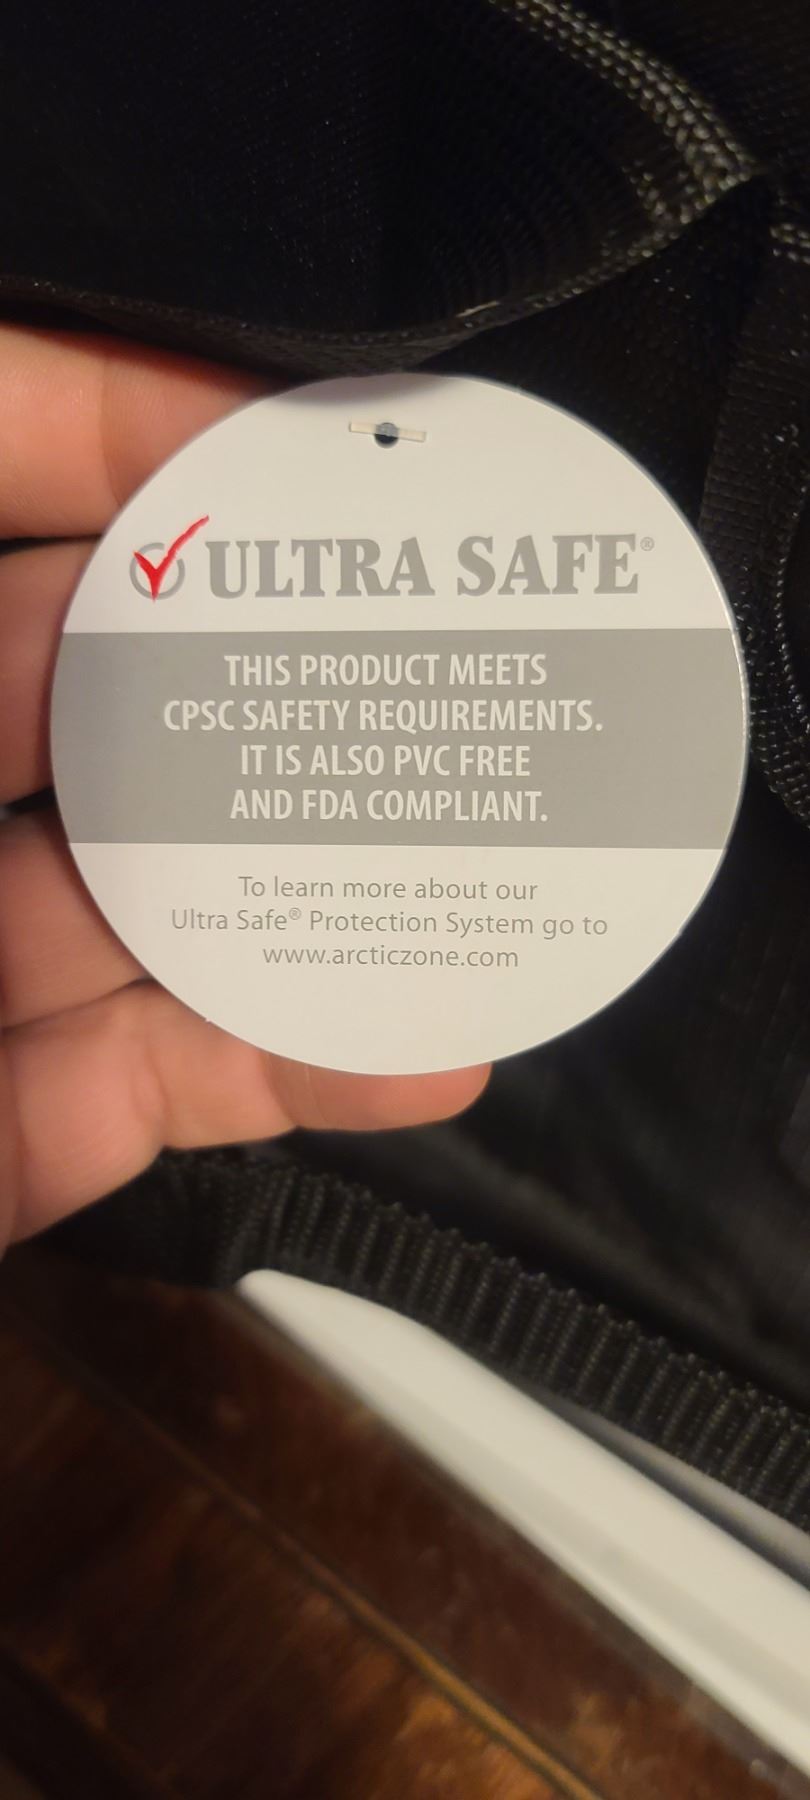 ULTRA SAFE®
THIS PRODUCT MEETS
CPSC SAFETY REQUIREMENTS.
IT IS ALSO PVC FREE
AND FDA COMPLIANT.
To learn more about our
Ultra Safe® Protection System go to
www.arcticzone.com